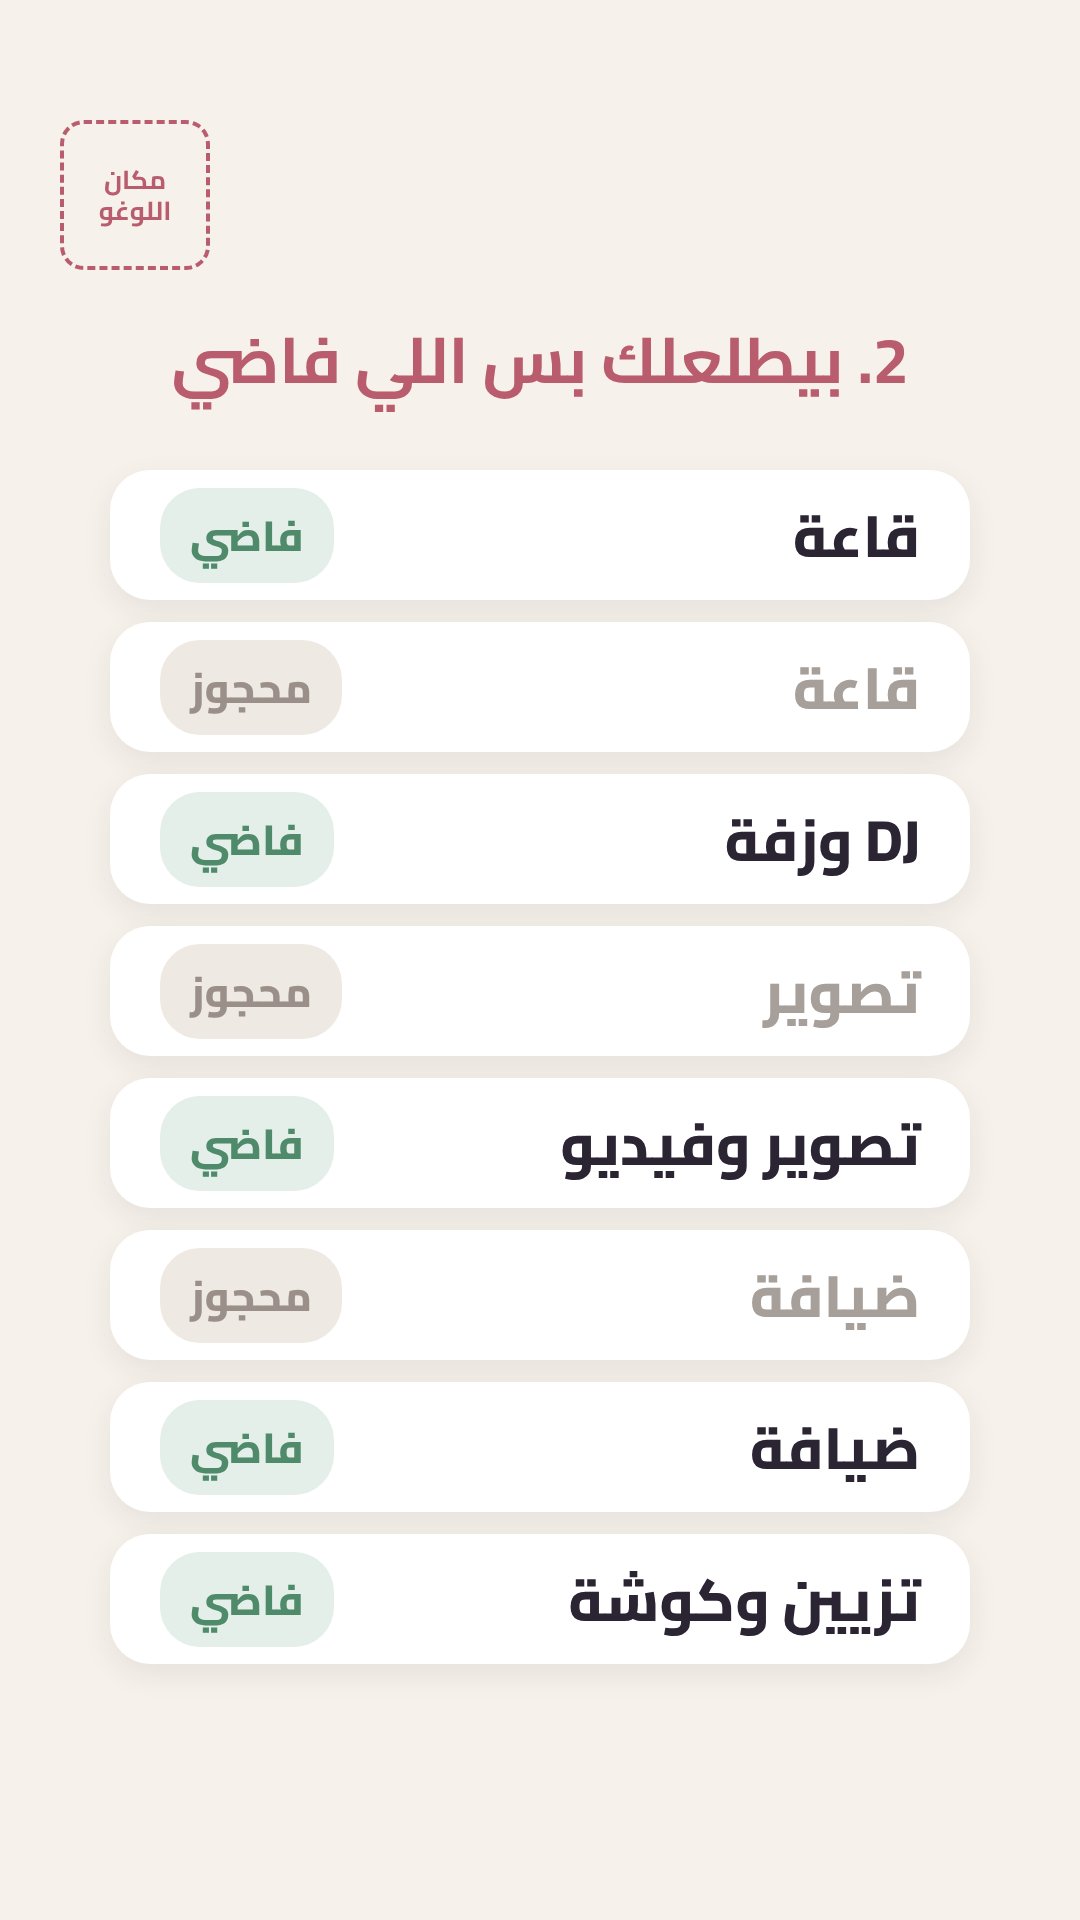 مكان
اللوغو
2. بيطلعلك بس اللي فاضي
قاعة فاضي
قاعة محجوز
DJ وزفة فاضي
تصوير محجوز
تصوير وفيديو فاضي
ضيافة محجوز
ضيافة فاضي
تزيين وكوشة فاضي